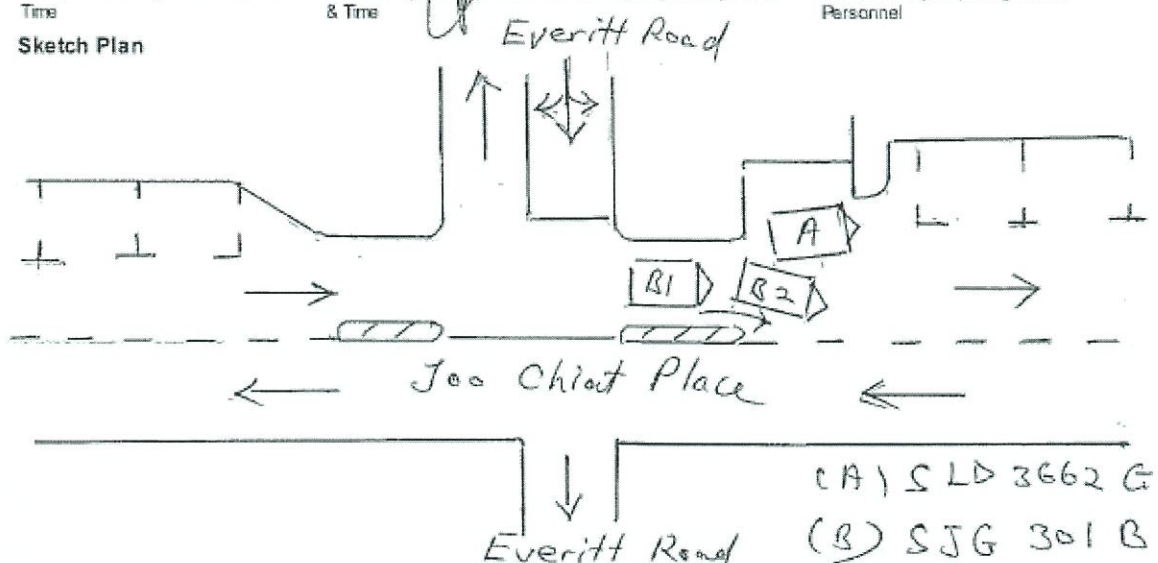 Time & Time Personnel
Sketch Plan
Everitt Road
A
B1 B2
Joo Chiat Place
(A) SLD 3662 G
Everitt Road (B) SJG 301 B